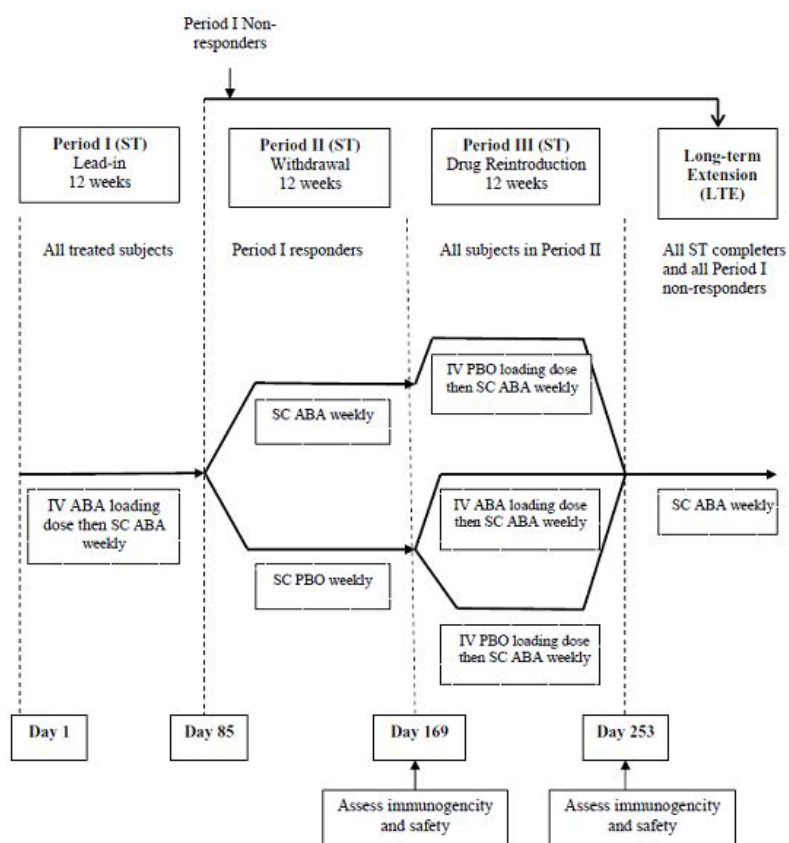 Period I Non-
responders
Period I (ST)
Lead-in
12 weeks
Period II (ST)
Withdrawal
12 weeks
Period III (ST)
Drug Reintroduction
12 weeks
Long-term
Extension
(LTE)
All treated subjects
Period I responders
All subjects in Period II
All ST completers
and all Period I
non-responders
IV PBO loading dose
then SC ABA weekly
SC ABA weekly
IV ABA loading
dose then SC ABA
weekly
IV ABA loading dose
then SC ABA weekly
SC ABA weekly
SC PBO weekly
IV PBO loading dose
then SC ABA weekly
Day 1
Day 85
Day 169
Day 253
Assess immunogencity
and safety
Assess immunogencity
and safety